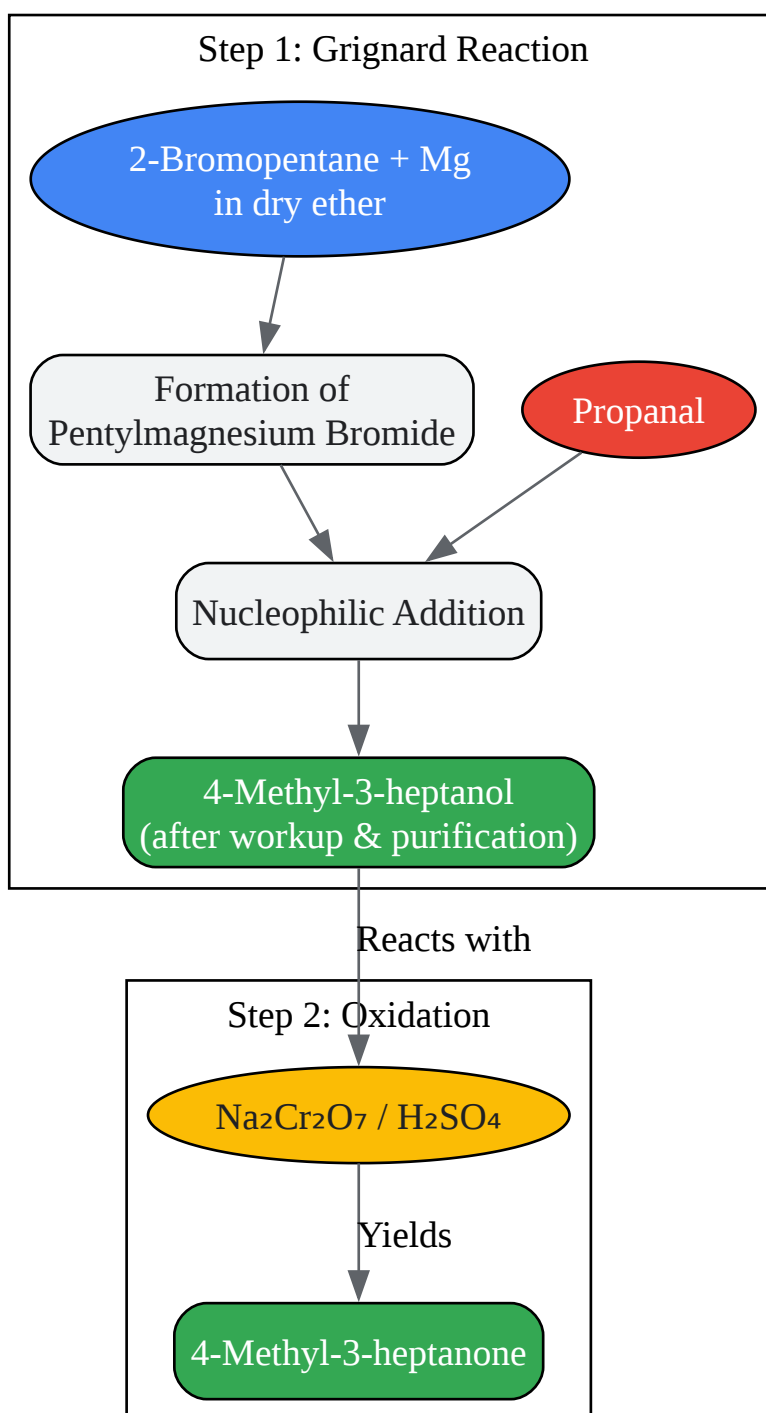 Step 1: Grignard Reaction
2-Bromopentane + Mg
in dry ether
Formation of
Pentylmagnesium Bromide
Propanal
Nucleophilic Addition
4-Methyl-3-heptanol
(after workup & purification)
Reacts with
Step 2: Oxidation
Na₂Cr₂O₇ / H₂SO₄
Yields
4-Methyl-3-heptanone